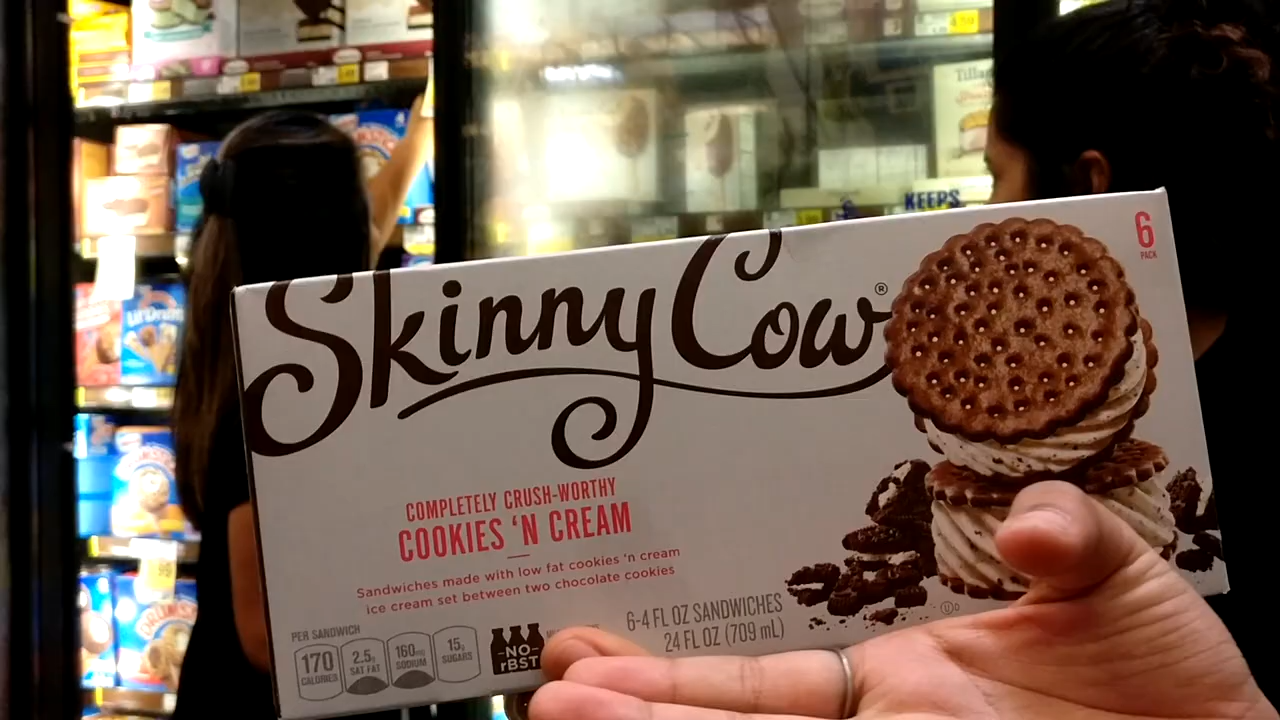 Skinny Cow®
6
PACK
COMPLETELY CRUSH-WORTHY
COOKIES 'N CREAM
Sandwiches made with low fat cookies 'n cream
ice cream set between two chocolate cookies
PER SANDWICH
170
CALORIES
2.5g
SAT FAT
160mg
SODIUM
15g
SUGARS
-NO-
rBST
6-4 FL OZ SANDWICHES
24 FL OZ (709 mL)
KEEPS